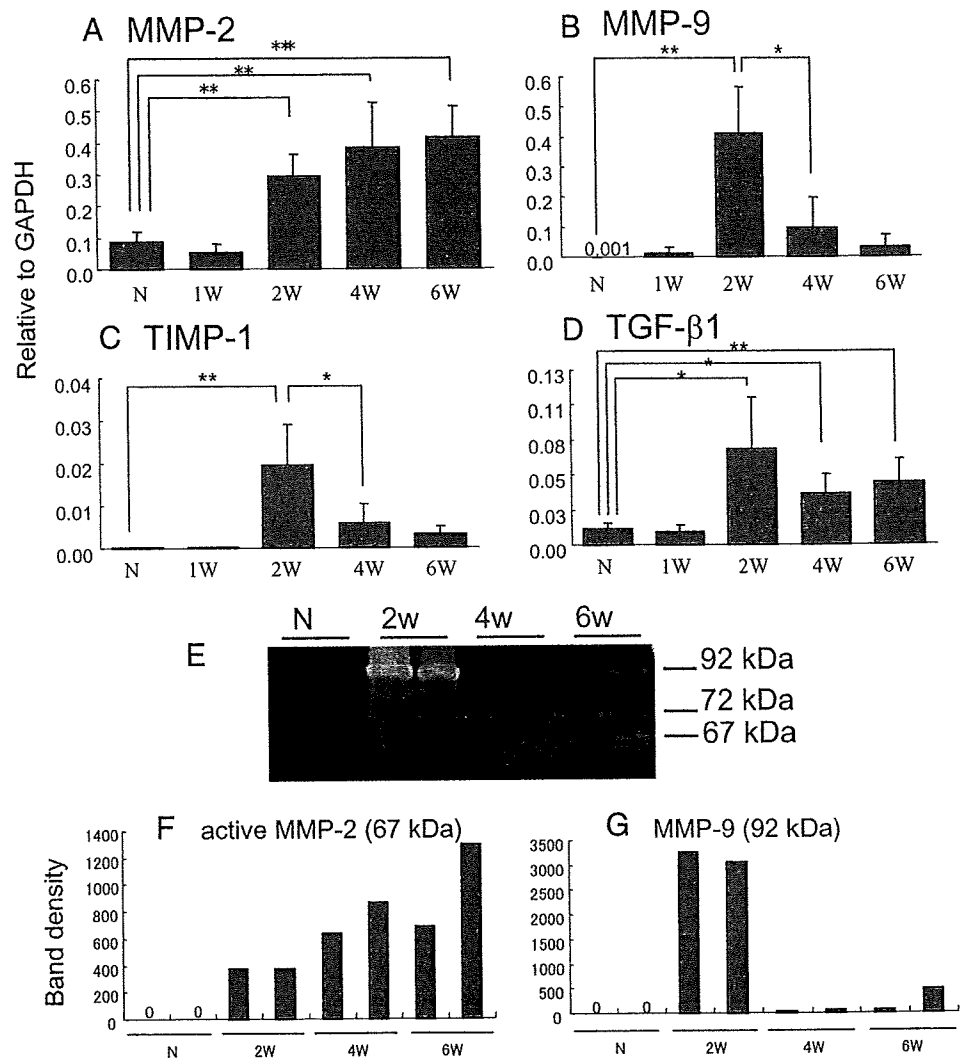 A MMP-2
***
**
**
0.6
0.5
0.4
0.3
0.2
0.1
0.0
N 1W 2W 4W 6W
B MMP-9
** *
0.6
0.5
0.4
0.3
0.2
0.1
0.0
0.001
N 1W 2W 4W 6W
Relative to GAPDH
C TIMP-1
** *
0.04
0.03
0.02
0.01
0.00
N 1W 2W 4W 6W
D TGF-β1
**
*
*
0.13
0.11
0.08
0.05
0.03
0.00
N 1W 2W 4W 6W
E
N 2w 4w 6w
92 kDa
72 kDa
67 kDa
F active MMP-2 (67 kDa)
Band density
1400
1200
1000
800
600
400
200
0
0 0
N 2W 4W 6W
G MMP-9 (92 kDa)
3500
3000
2500
3500
1500
1000
500
0
0 0
N 2W 4W 6W